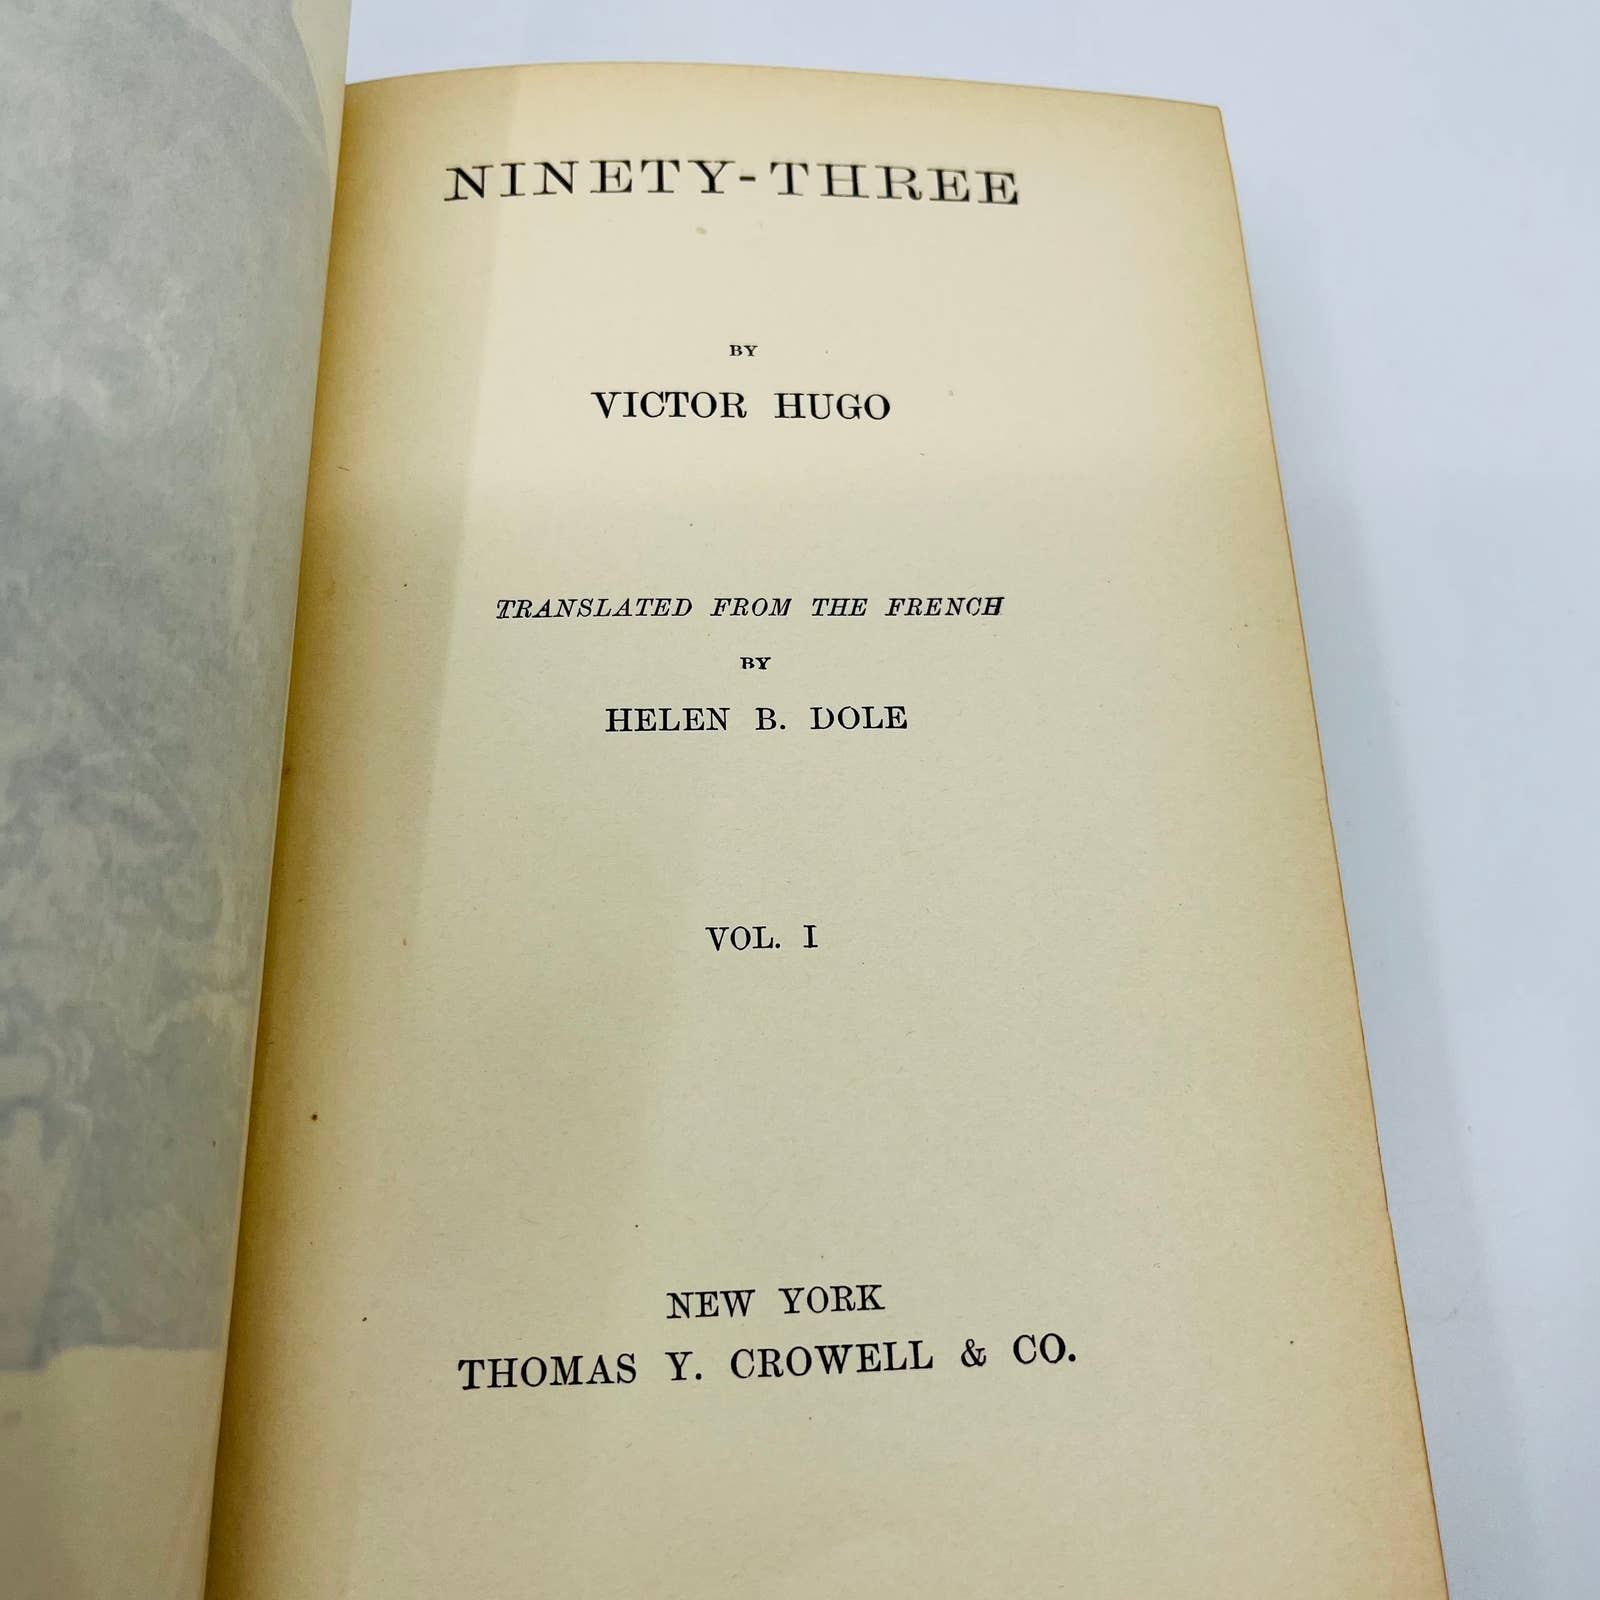 NINETY-THREE
BY
VICTOR HUGO
TRANSLATED FROM THE FRENCH
BY
HELEN B. DOLE
VOL. I
NEW YORK
THOMAS Y. CROWELL & CO.